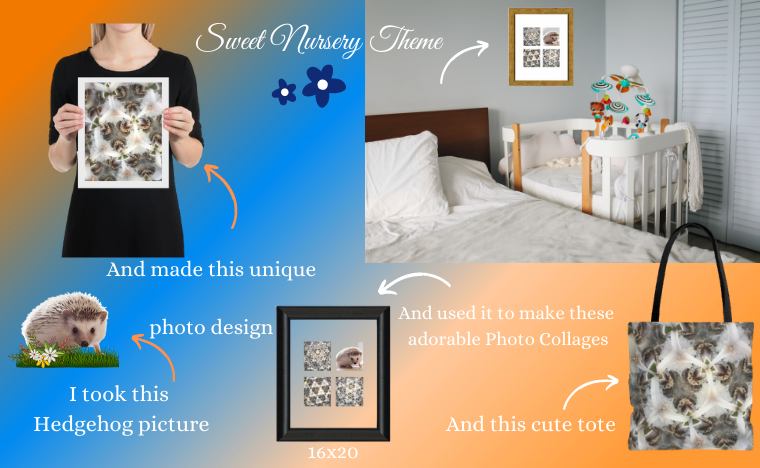 Sweet Nursery Theme
And made this unique
photo design
I took this
Hedgehog picture
And used it to make these
adorable Photo Collages
16x20
And this cute tote